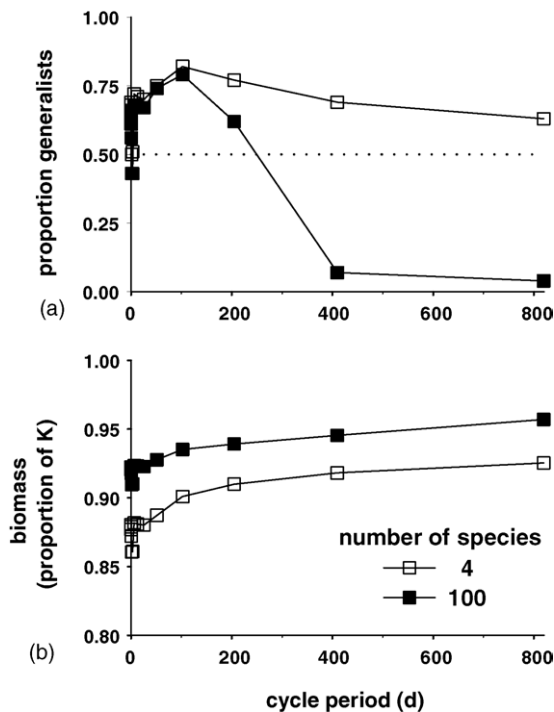 1.00
0.75
0.50
0.25
0.00
proportion generalists
(a)
0 200 400 600 800
1.00
0.95
0.90
0.85
0.80
biomass
(proportion of K)
number of species
4
100
(b)
0 200 400 600 800
cycle period (d)